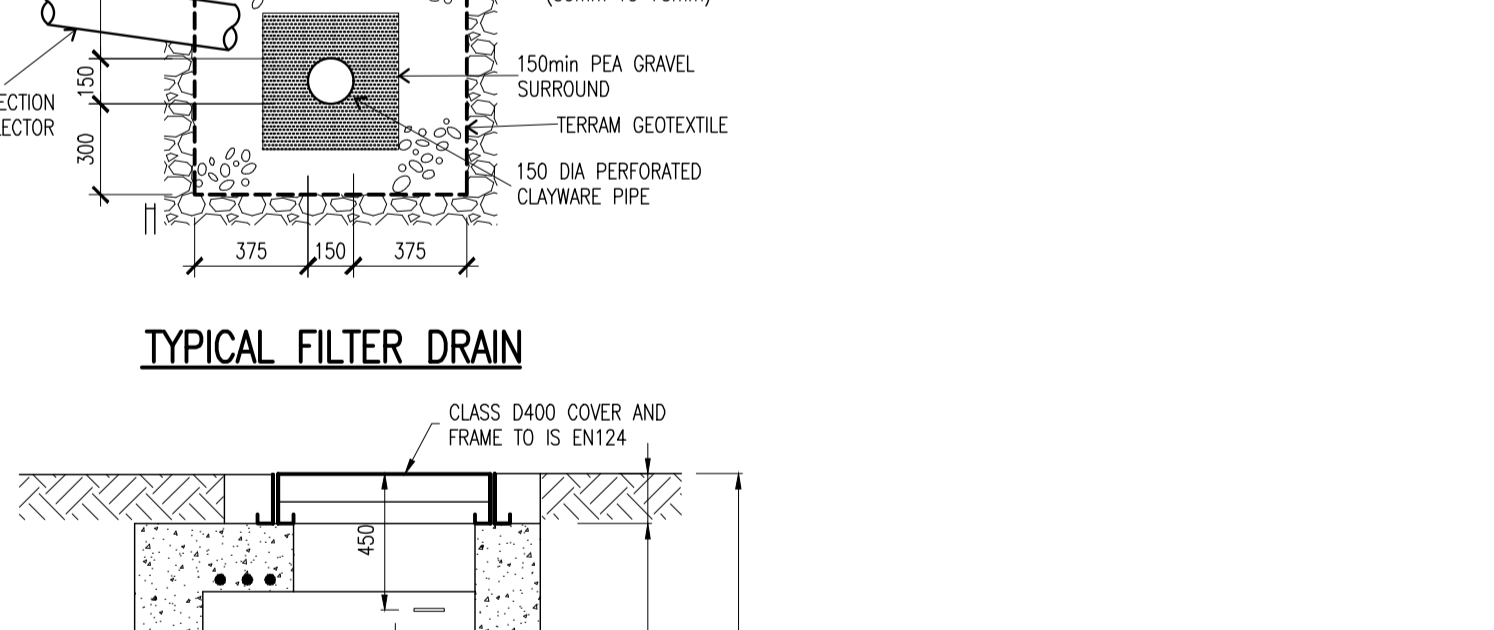 150min PEA GRAVEL
SURROUND
ECTION
ECTOR
150
TERRAM GEOTEXTILE
300
150 DIA PERFORATED
CLAYWARE PIPE
375
150
375
TYPICAL FILTER DRAIN
CLASS D400 COVER AND
FRAME TO IS EN124
450